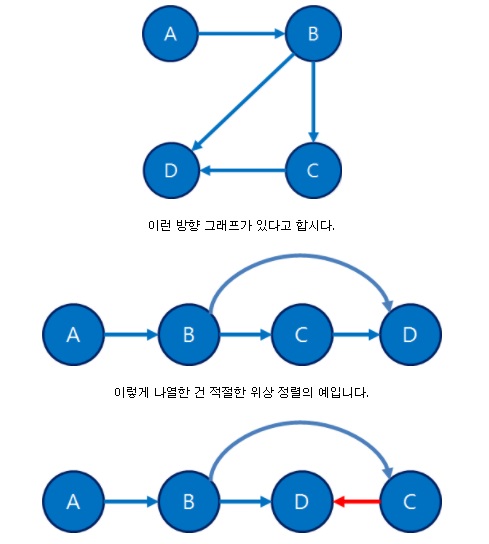 A B
D C
이런 방향 그래프가 있다고 합시다.
A B C D
이렇게 나열한 건 적절한 위상 정렬의 예입니다.
A B D C